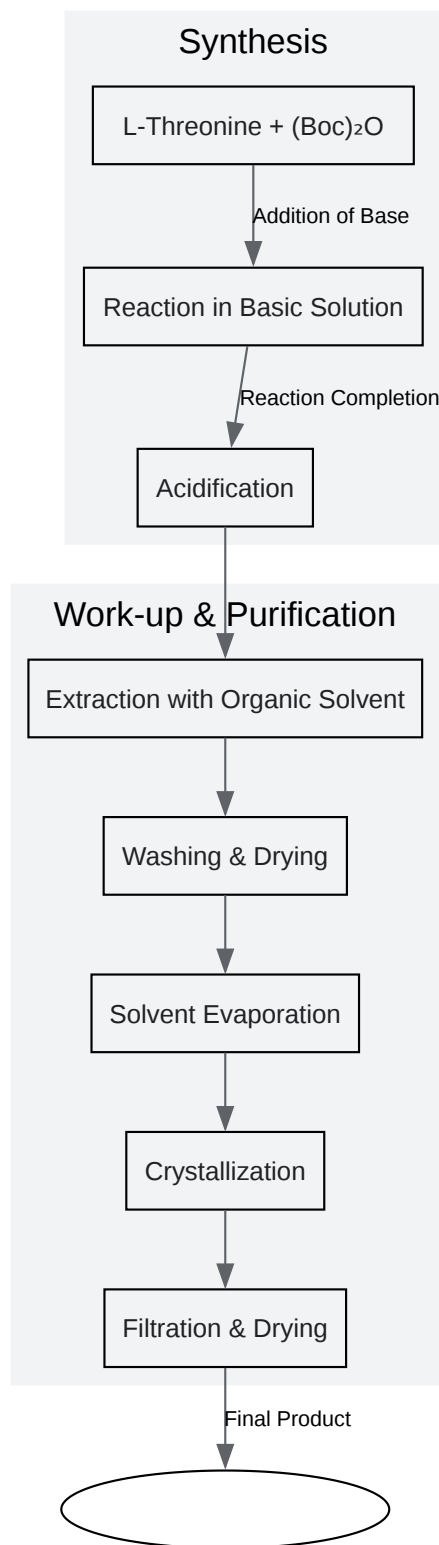 Synthesis
L-Threonine + (Boc)₂O
Addition of Base
Reaction in Basic Solution
Reaction Completion
Acidification
Work-up & Purification
Extraction with Organic Solvent
Washing & Drying
Solvent Evaporation
Crystallization
Filtration & Drying
Final Product